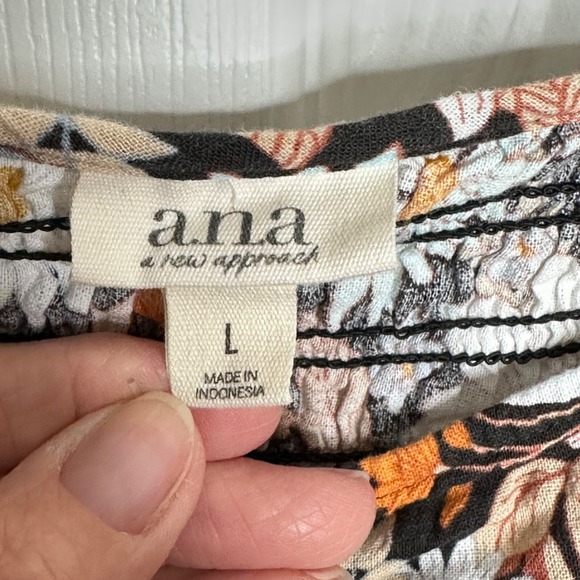 a.n.a
a new approach
L
MADE IN
INDONESIA